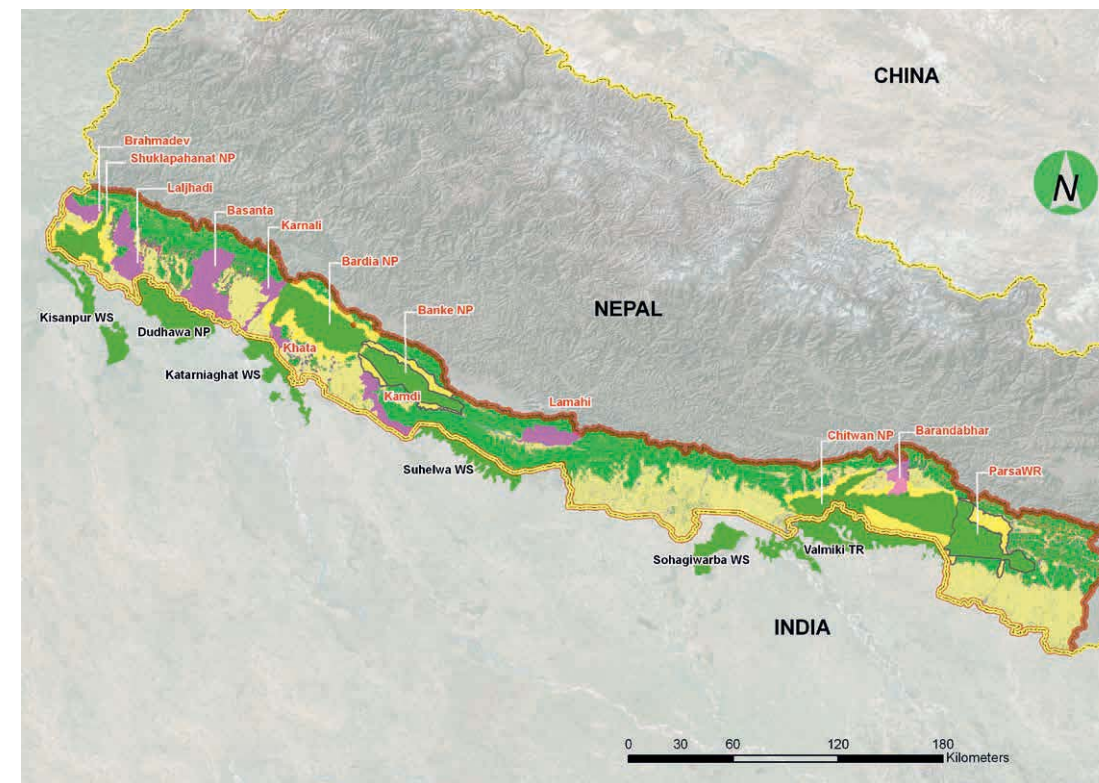 CHINA
N
Brahmadev
Shuklapahanat NP
Laljhadi
Basanta
Karnali
Bardia NP
Banke NP
NEPAL
Kisanpur WS
Dudhawa NP
Khata
Katarniaghat WS
Kamdi
Lamahi
Chitwan NP
Barandabhar
Suhelwa WS
ParsaWR
Sohagiwarba WS
Valmiki TR
INDIA
0 30 60 120 180
Kilometers